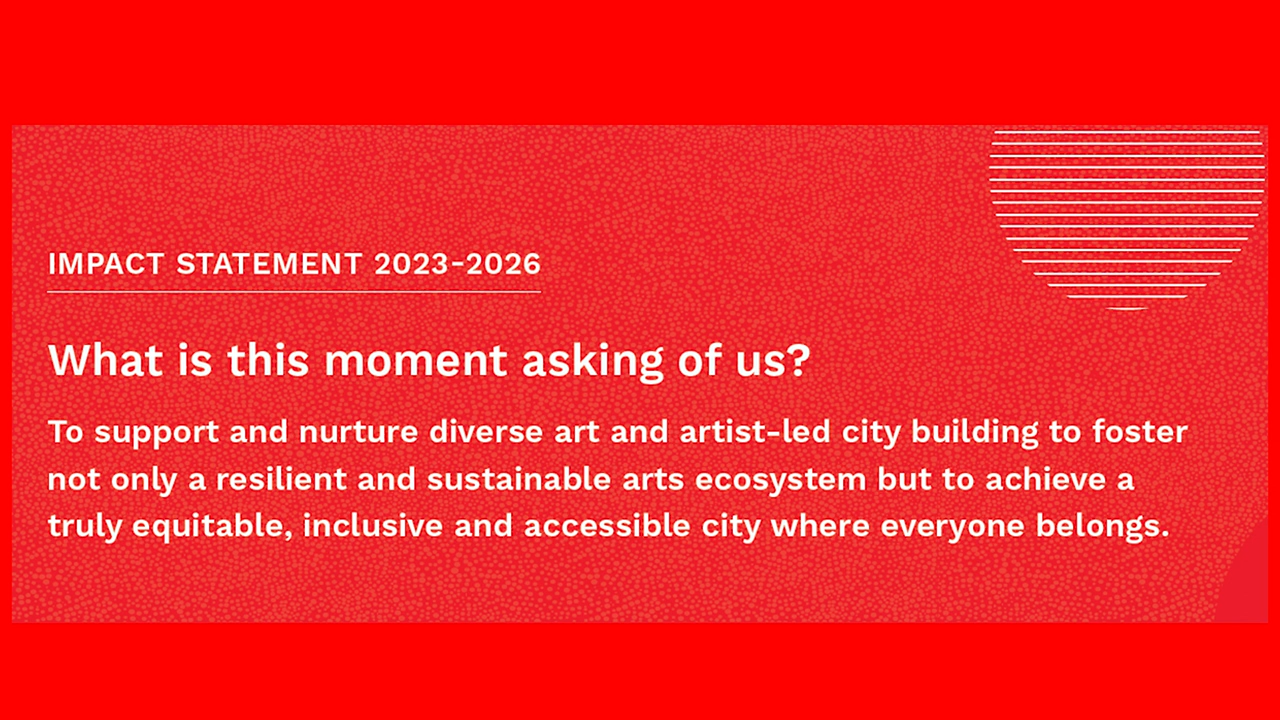 IMPACT STATEMENT 2023-2026
What is this moment asking of us?
To support and nurture diverse art and artist-led city building to foster
not only a resilient and sustainable arts ecosystem but to achieve a
truly equitable, inclusive and accessible city where everyone belongs.